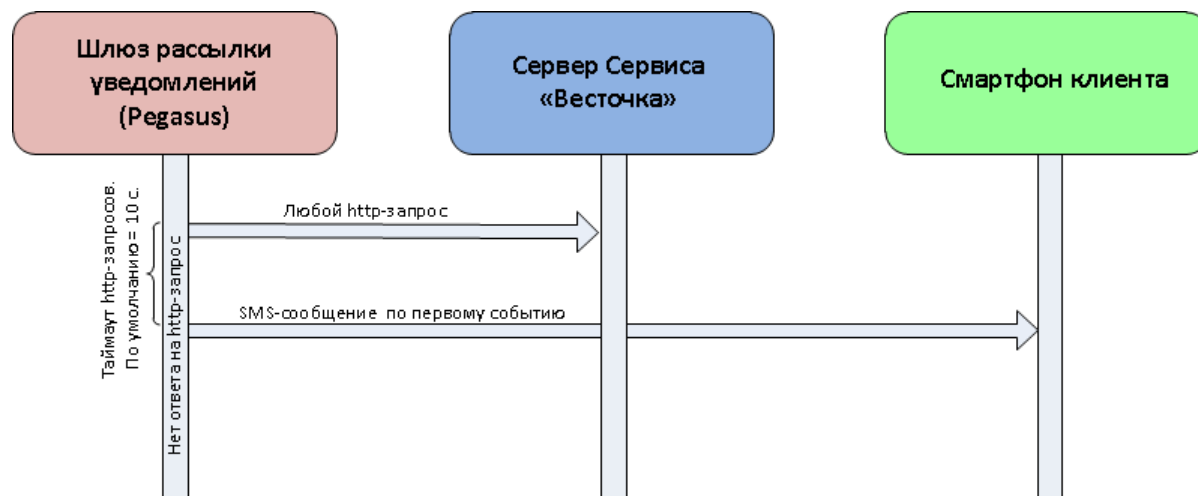 Шлюз рассылки
уведомлений
(Pegasus)
Сервер Сервиса
«Весточка»
Смартфон клиента
Таймаут http-запросов.
По умолчанию = 10 с.
Нет ответа на http-запрос
Любой http-запрос
SMS-сообщение по первому событию